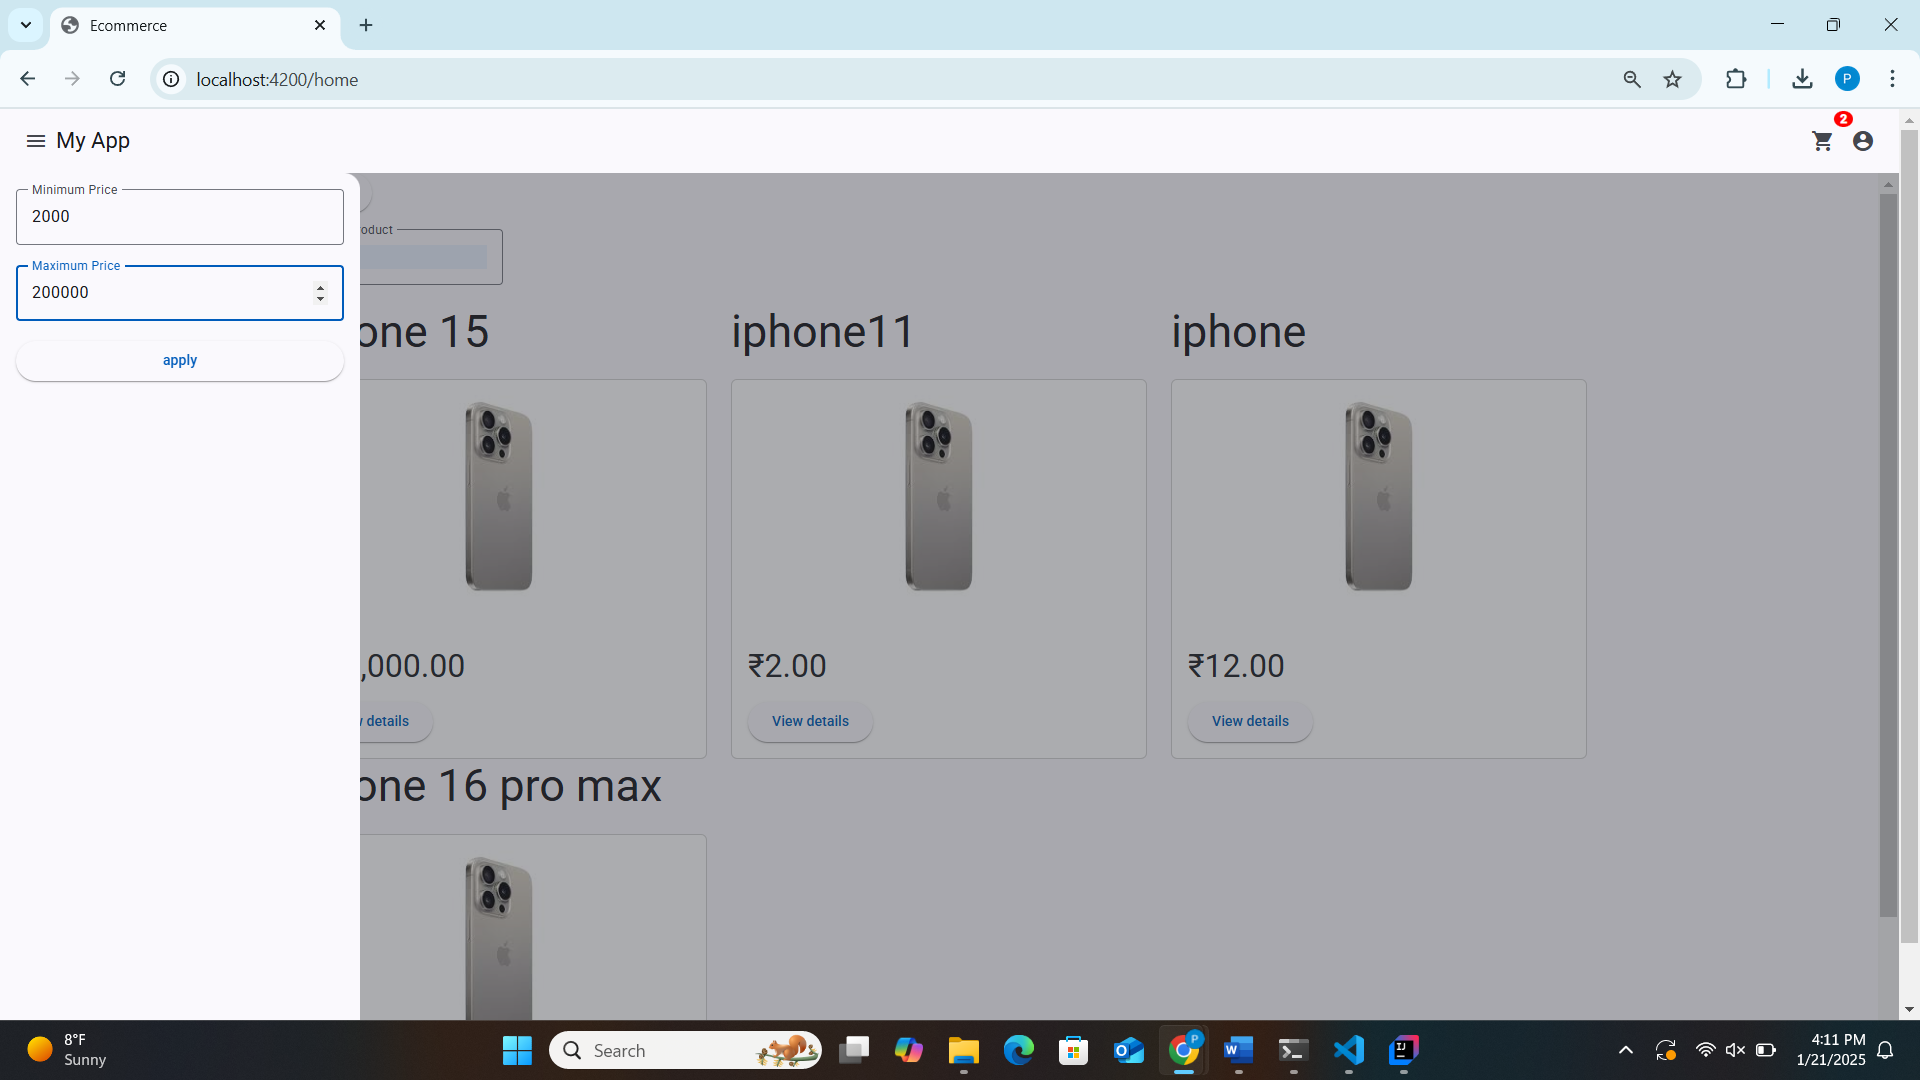 Ecommerce
localhost:4200/home
P
My App
2
Minimum Price
2000
oduct
Maximum Price
200000
apply
one 15
iphone11
iphone
,000.00
₹2.00
₹12.00
details
View details
View details
one 16 pro max
8°F
Sunny
Search
4:11 PM
1/21/2025